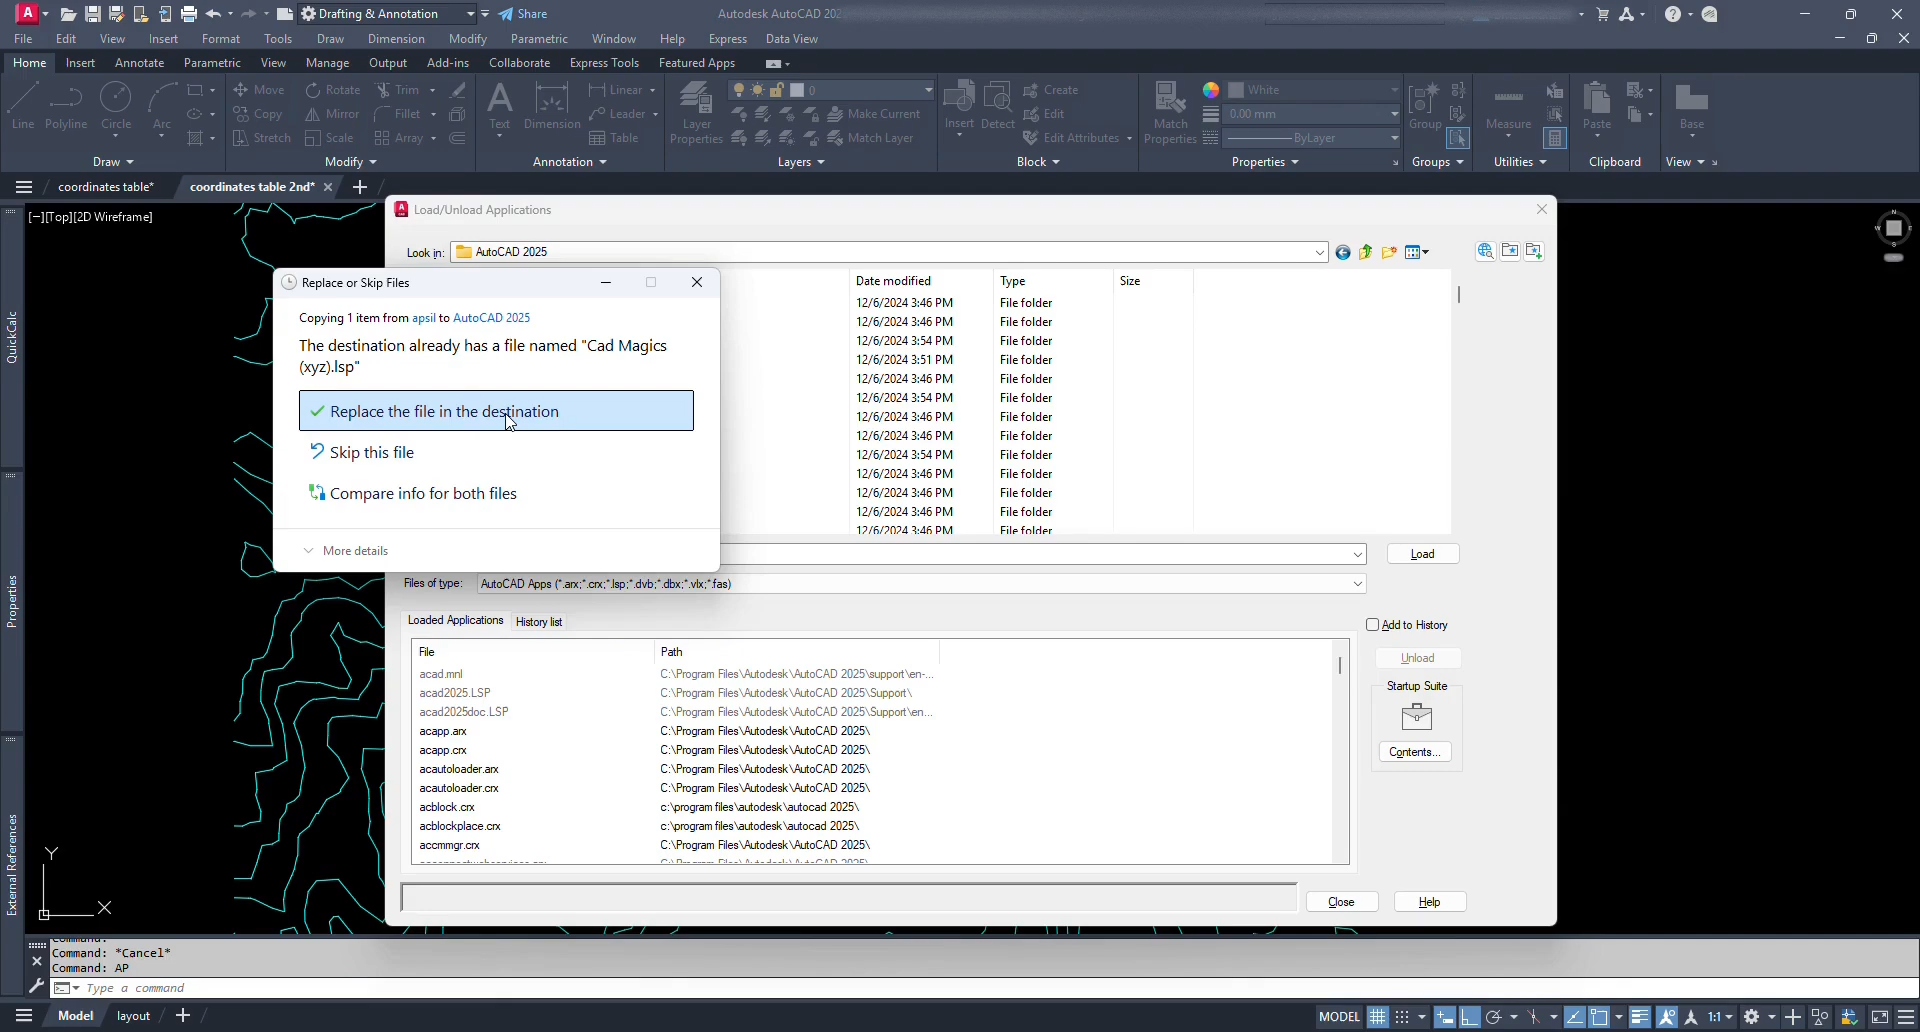 Drafting & Annotation
Share
Autodesk AutoCAD 202
File Edit View Insert Format Tools Draw Dimension Modify Parametric Window Help Express Data View
Home Insert Annotate Parametric View Manage Output Add-ins Collaborate Express Tools Featured Apps
Move Rotate Trim Linear 0 Create White
Copy Mirror Fillet Leader Make Current Edit 0.00 mm
Line Polyline Circle Arc Text Dimension Layer Insert Detect Match Group Measure Paste Base
Stretch Scale Array Table Properties Match Layer Edit Attributes Properties ByLayer
Draw Modify Annotation Layers Block Properties Groups Utilities Clipboard View
coordinates table* coordinates table 2nd*
[−][Top][2D Wireframe]
N
W E
S
QuickCalc
Properties
External References
Load/Unload Applications
Look in: AutoCAD 2025
Date modified Type Size
12/6/2024 3:46 PM File folder
12/6/2024 3:46 PM File folder
12/6/2024 3:54 PM File folder
12/6/2024 3:51 PM File folder
12/6/2024 3:46 PM File folder
12/6/2024 3:54 PM File folder
12/6/2024 3:46 PM File folder
12/6/2024 3:46 PM File folder
12/6/2024 3:54 PM File folder
12/6/2024 3:46 PM File folder
12/6/2024 3:46 PM File folder
12/6/2024 3:46 PM File folder
12/6/2024 3:46 PM File folder
Replace or Skip Files
Copying 1 item from apsil to AutoCAD 2025
The destination already has a file named "Cad Magics
(xyz).lsp"
Replace the file in the destination
Skip this file
Compare info for both files
More details
Load
Files of type: AutoCAD Apps (*.arx;*.crx;*.lsp;*.dvb;*.dbx;*.vlx;*.fas)
Loaded Applications History list
Add to History
File Path
Unload
Startup Suite
Contents...
acad.mnl C:\Program Files\Autodesk\AutoCAD 2025\support\en-...
acad2025.LSP C:\Program Files\Autodesk\AutoCAD 2025\Support\
acad2025doc.LSP C:\Program Files\Autodesk\AutoCAD 2025\Support\en...
acapp.arx C:\Program Files\Autodesk\AutoCAD 2025\
acapp.crx C:\Program Files\Autodesk\AutoCAD 2025\
acautoloader.arx C:\Program Files\Autodesk\AutoCAD 2025\
acautoloader.crx C:\Program Files\Autodesk\AutoCAD 2025\
acblock.crx c:\program files\autodesk\autocad 2025\
acblockplace.crx c:\program files\autodesk\autocad 2025\
accmmgr.crx C:\Program Files\Autodesk\AutoCAD 2025\
Close Help
Y
X
Command: *Cancel*
Command: AP
Type a command
Model layout
MODEL 1:1